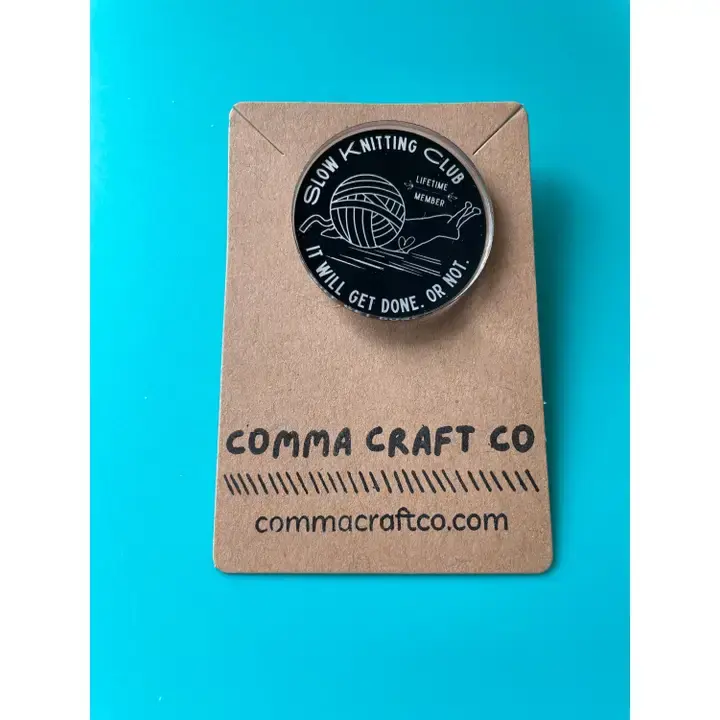 Slow Knitting Club
LIFETIME
MEMBER
IT WILL GET DONE. OR NOT.
COMMA CRAFT CO
commacraftco.com